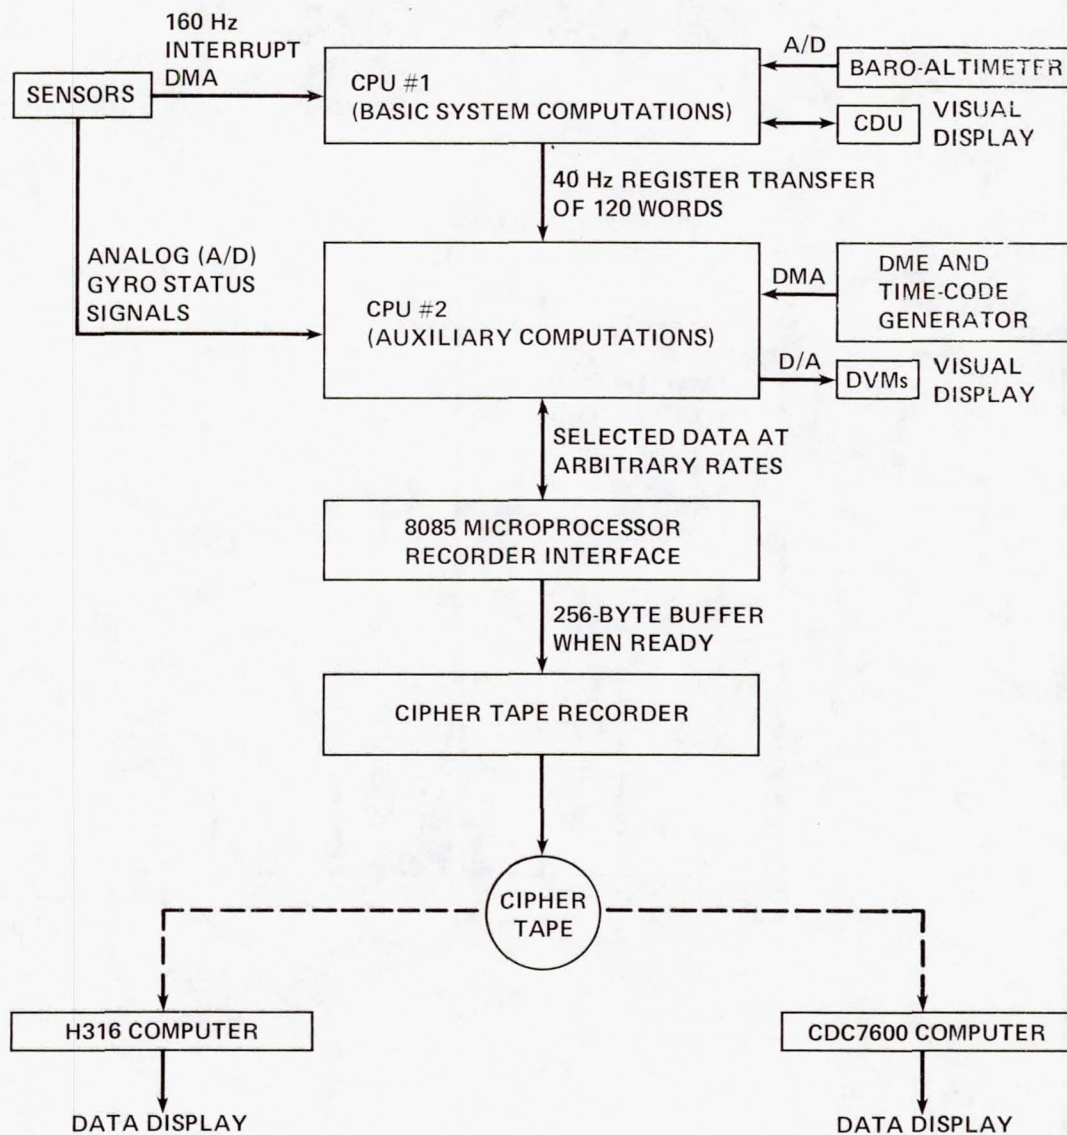 160 Hz
INTERRUPT
DMA
SENSORS
CPU #1
(BASIC SYSTEM COMPUTATIONS)
A/D
BARO-ALTIMETER
CDU
VISUAL
DISPLAY
40 Hz REGISTER TRANSFER
OF 120 WORDS
ANALOG (A/D)
GYRO STATUS
SIGNALS
CPU #2
(AUXILIARY COMPUTATIONS)
DMA
DME AND
TIME-CODE
GENERATOR
D/A
DVMs
VISUAL
DISPLAY
SELECTED DATA AT
ARBITRARY RATES
8085 MICROPROCESSOR
RECORDER INTERFACE
256-BYTE BUFFER
WHEN READY
CIPHER TAPE RECORDER
CIPHER
TAPE
H316 COMPUTER
CDC7600 COMPUTER
DATA DISPLAY
DATA DISPLAY